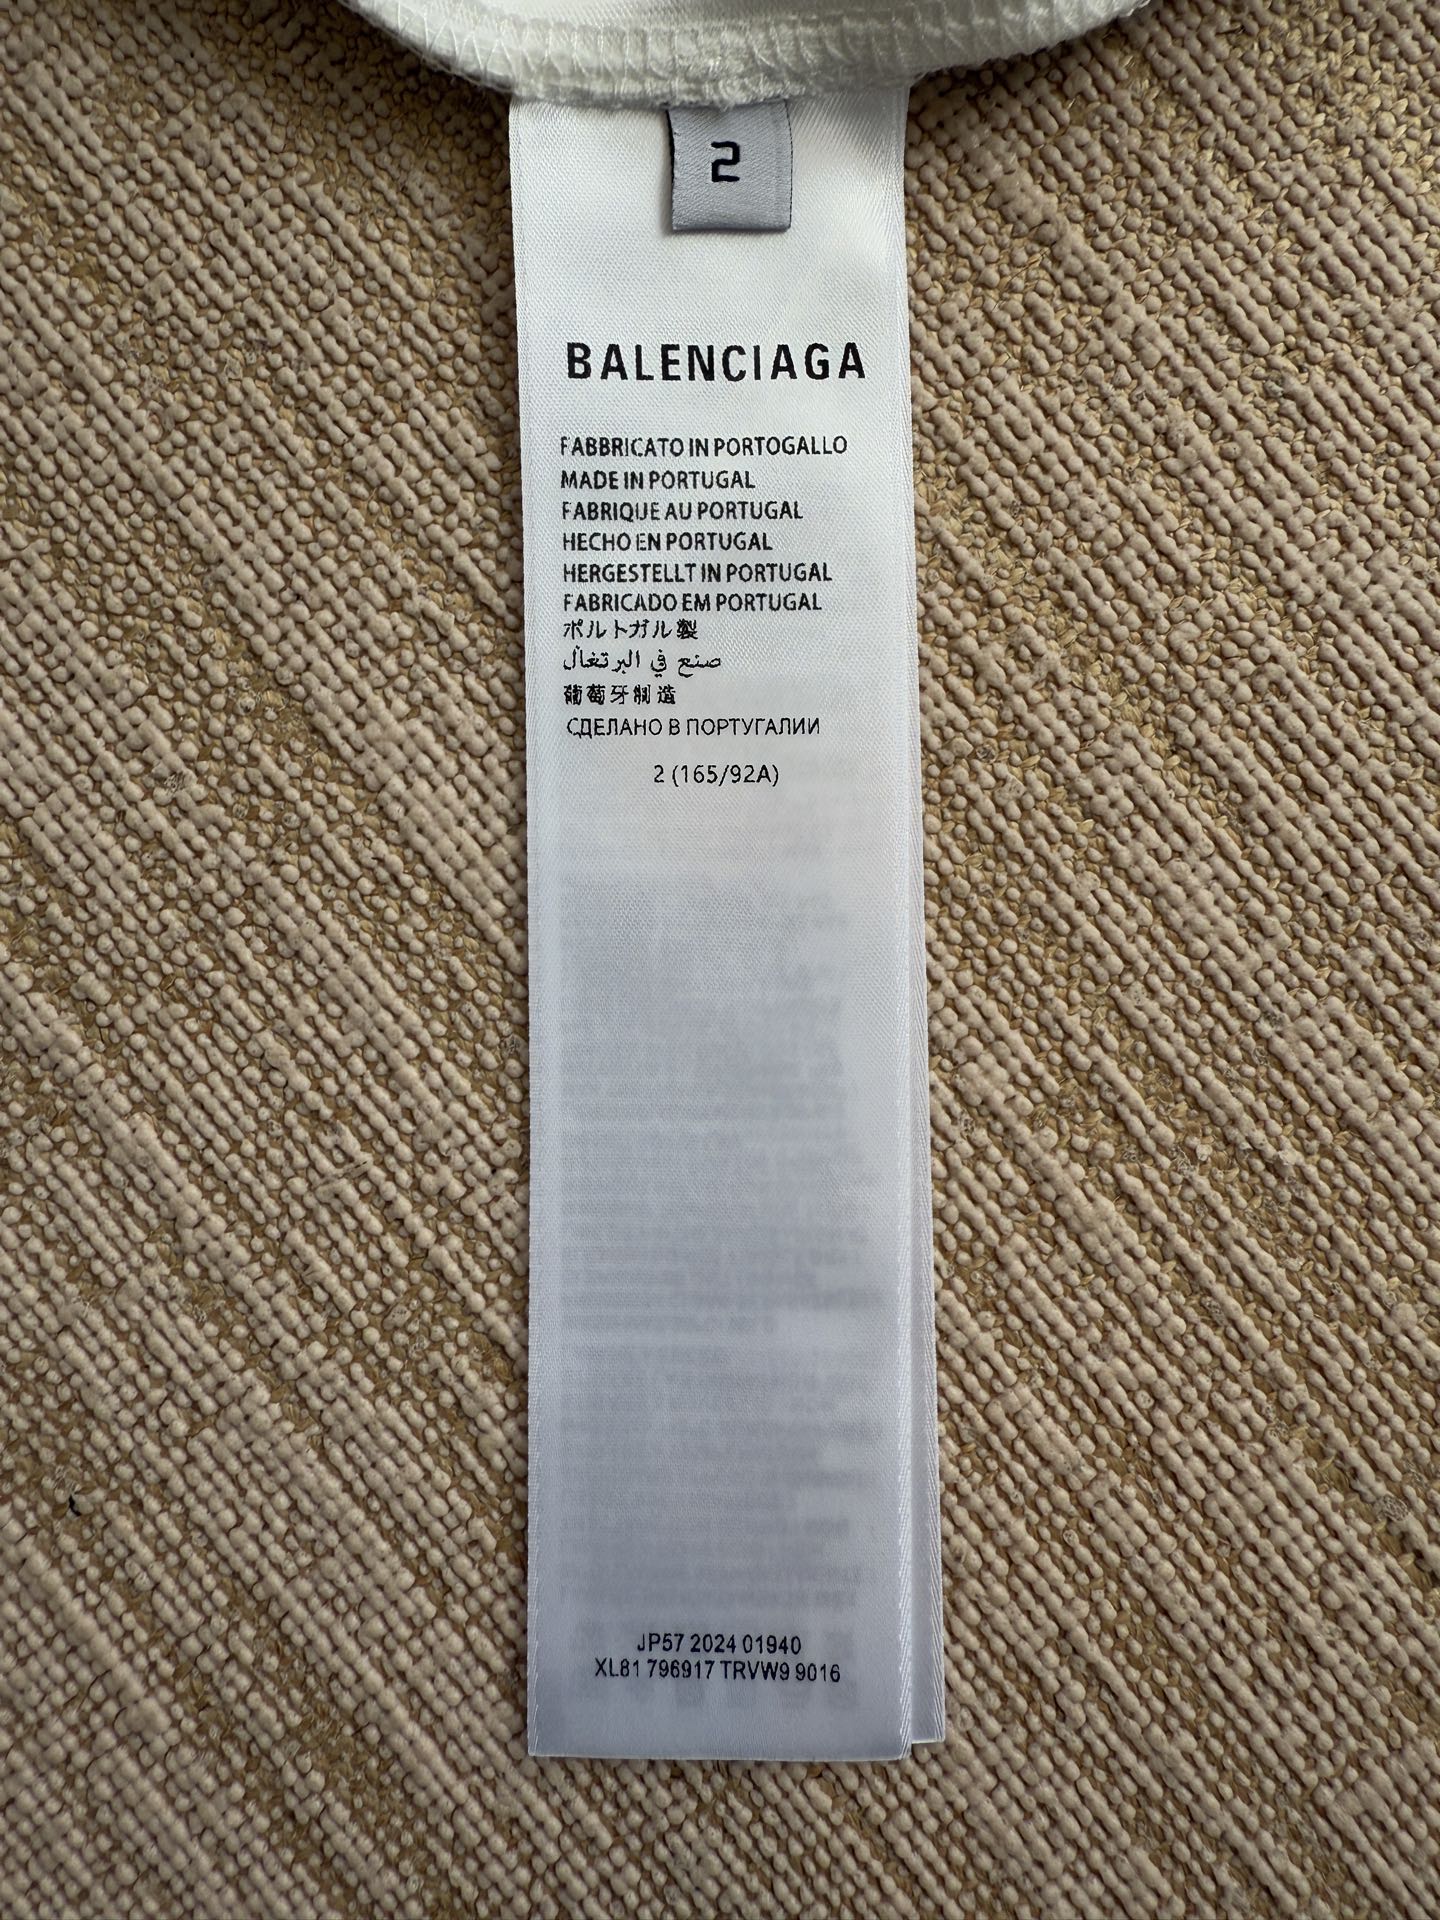 2
BALENCIAGA
FABBRICATO IN PORTOGALLO
MADE IN PORTUGAL
FABRIQUE AU PORTUGAL
HECHO EN PORTUGAL
HERGESTELLT IN PORTUGAL
FABRICADO EM PORTUGAL
ポルトガル製
صنع في البرتغال
葡萄牙制造
СДЕЛАНО В ПОРТУГАЛИИ
2 (165/92A)
JP57 2024 01940
XL81 796917 TRVW9 9016